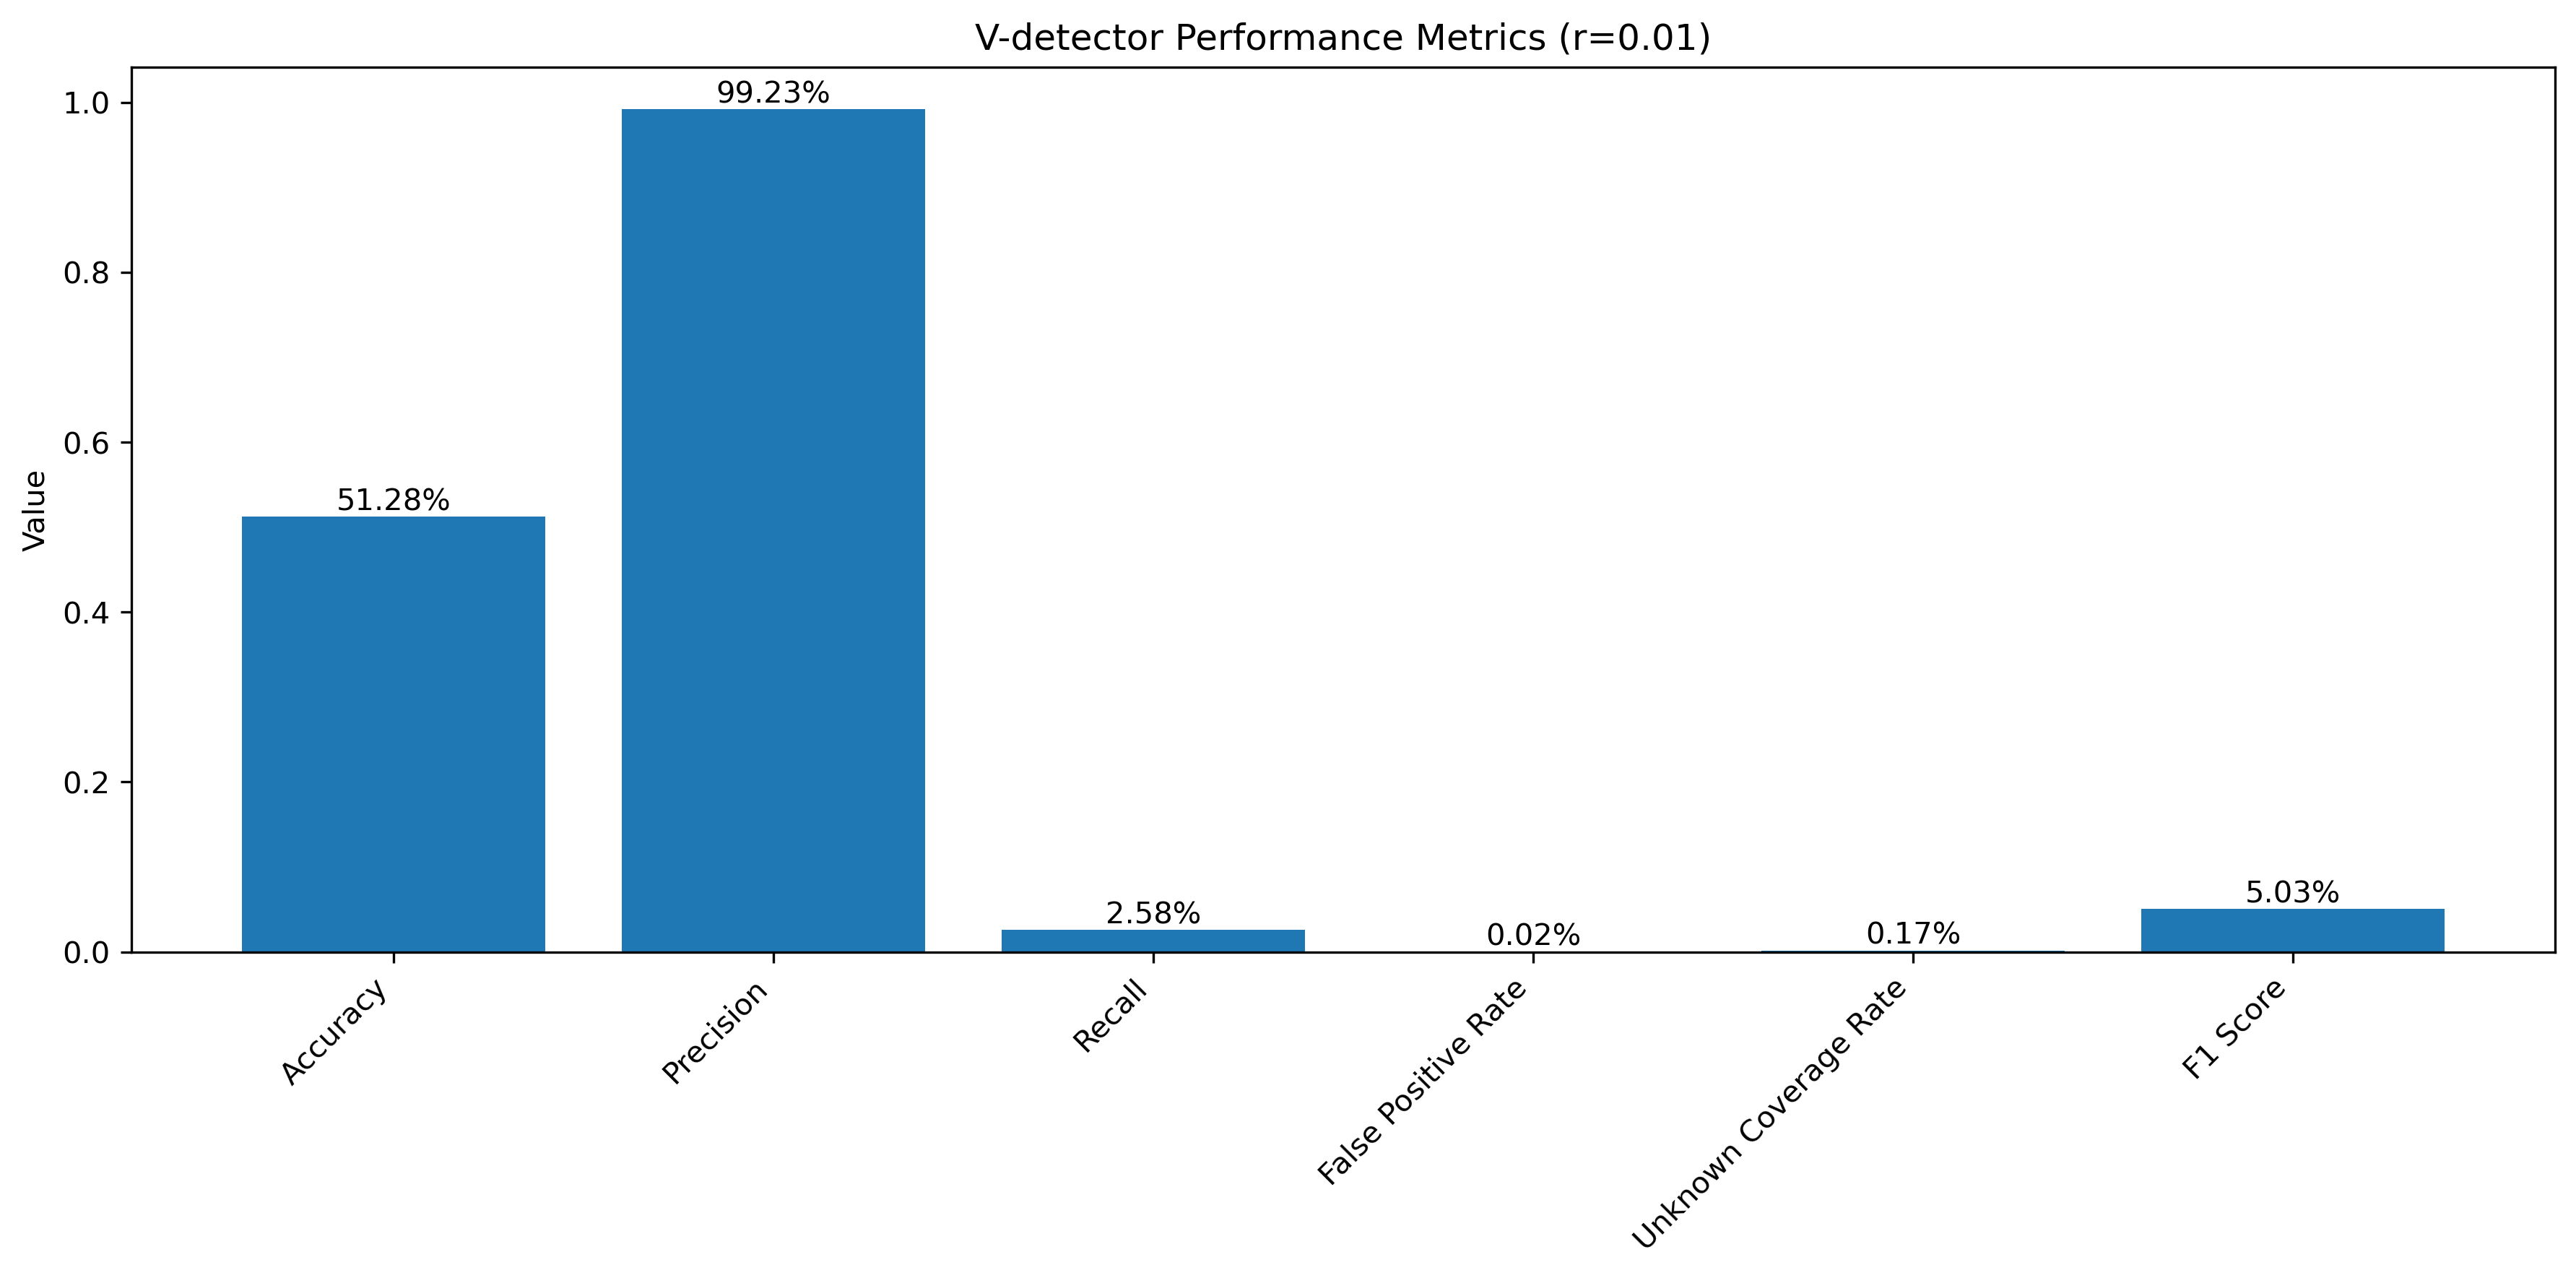 V-detector Performance Metrics (r=0.01)
Value
1.0
0.8
0.6
0.4
0.2
0.0
51.28%
99.23%
2.58%
0.02%
0.17%
5.03%
Accuracy
Precision
Recall
False Positive Rate
Unknown Coverage Rate
F1 Score